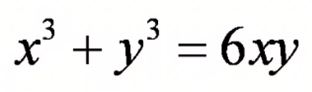 x³ + y³ = 6xy